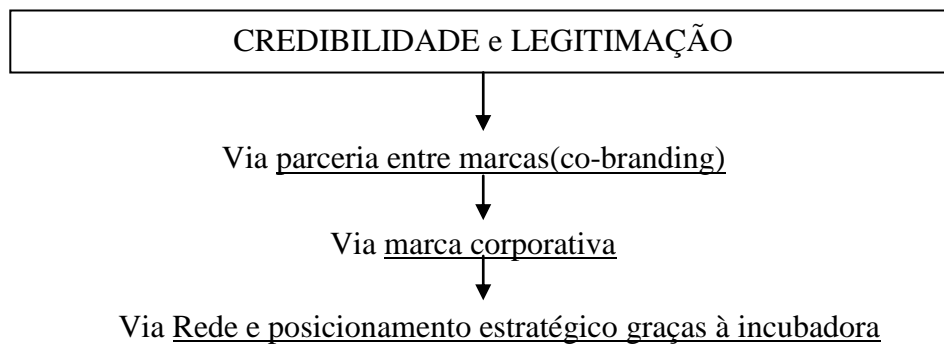 CREDIBILIDADE e LEGITIMAÇÃO
Via parceria entre marcas(co-branding)
Via marca corporativa
Via Rede e posicionamento estratégico graças à incubadora